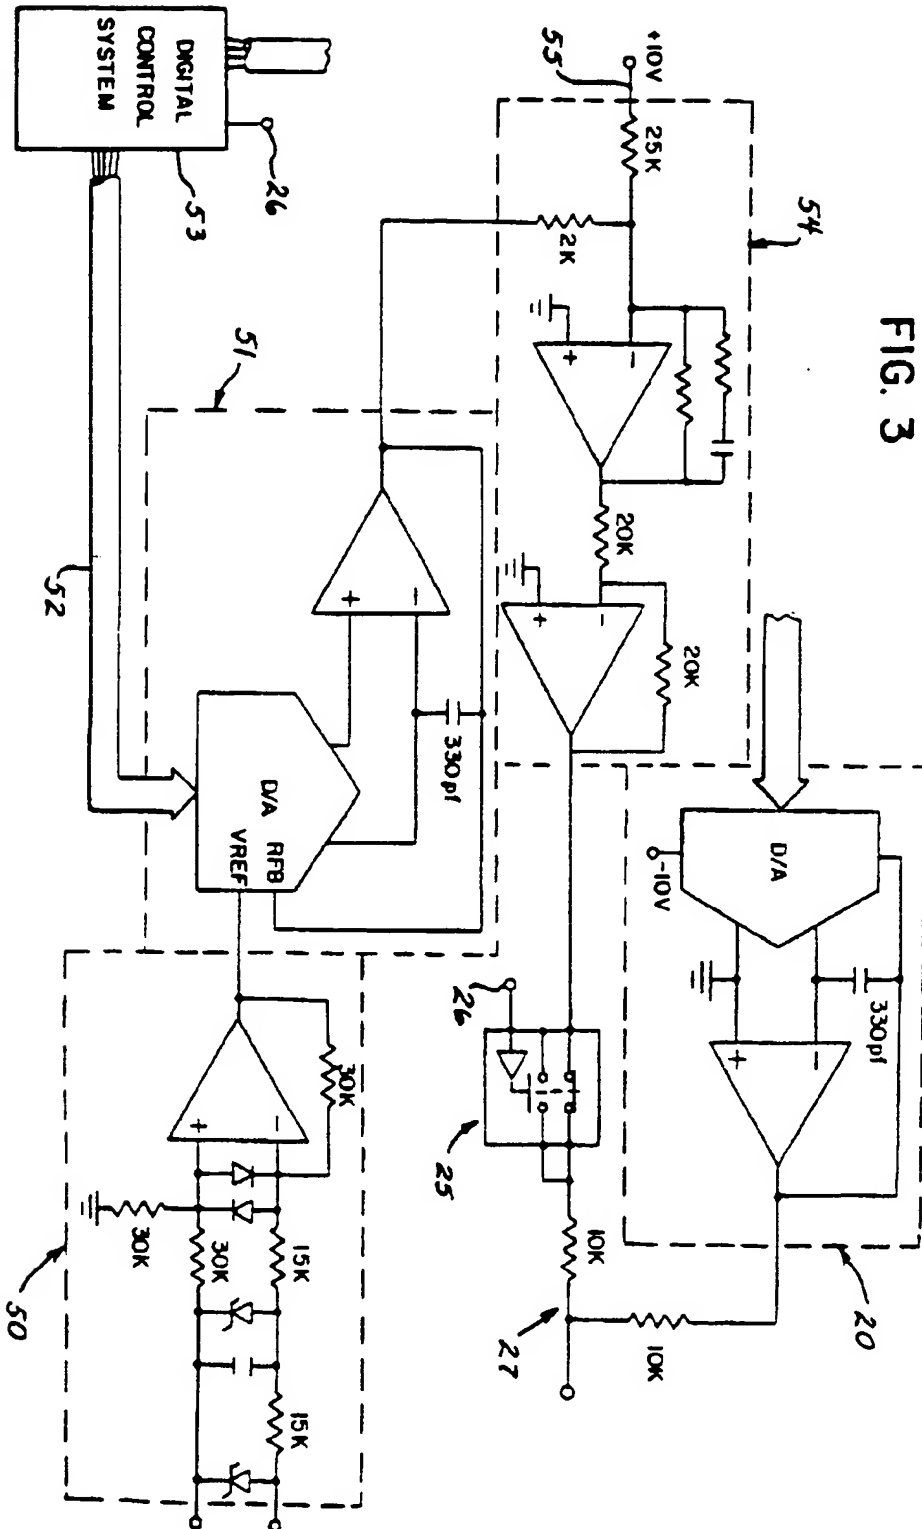 FIG. 3
+10V
55
25K
2K
54
+
−
20K
+
−
20K
D/A
-10V
330pf
+
−
20
10K
26
25
10K
27
DIGITAL
CONTROL
SYSTEM
26
53
52
51
+
−
330pf
D/A
RFB
VREF
30K
+
−
30K
30K
15K
15K
50